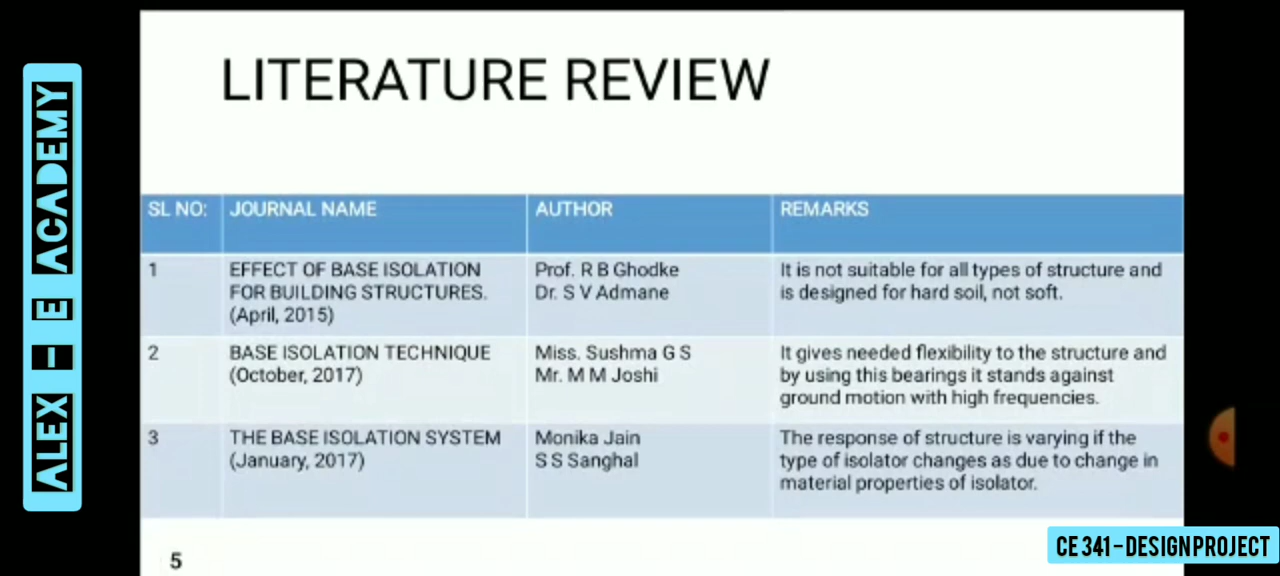 LITERATURE REVIEW
SL NO: JOURNAL NAME AUTHOR REMARKS
1 EFFECT OF BASE ISOLATION Prof. R B Ghodke It is not suitable for all types of structure and
FOR BUILDING STRUCTURES. Dr. S V Admane is designed for hard soil, not soft.
(April, 2015)
2 BASE ISOLATION TECHNIQUE Miss. Sushma G S It gives needed flexibility to the structure and
(October, 2017) Mr. M M Joshi by using this bearings it stands against
ground motion with high frequencies.
3 THE BASE ISOLATION SYSTEM Monika Jain The response of structure is varying if the
(January, 2017) S S Sanghal type of isolator changes as due to change in
material properties of isolator.
5
ALEX - E ACADEMY
CE 341 - DESIGN PROJECT